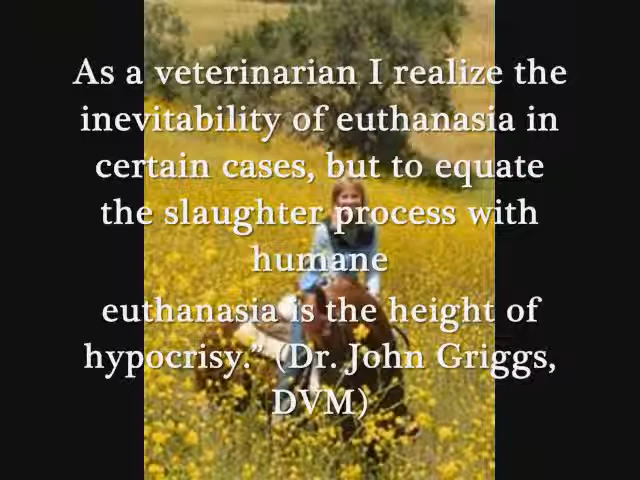 As a veterinarian I realize the
inevitability of euthanasia in
certain cases, but to equate
the slaughter process with
humane
euthanasia is the height of
hypocrisy.” (Dr. John Griggs,
DVM)